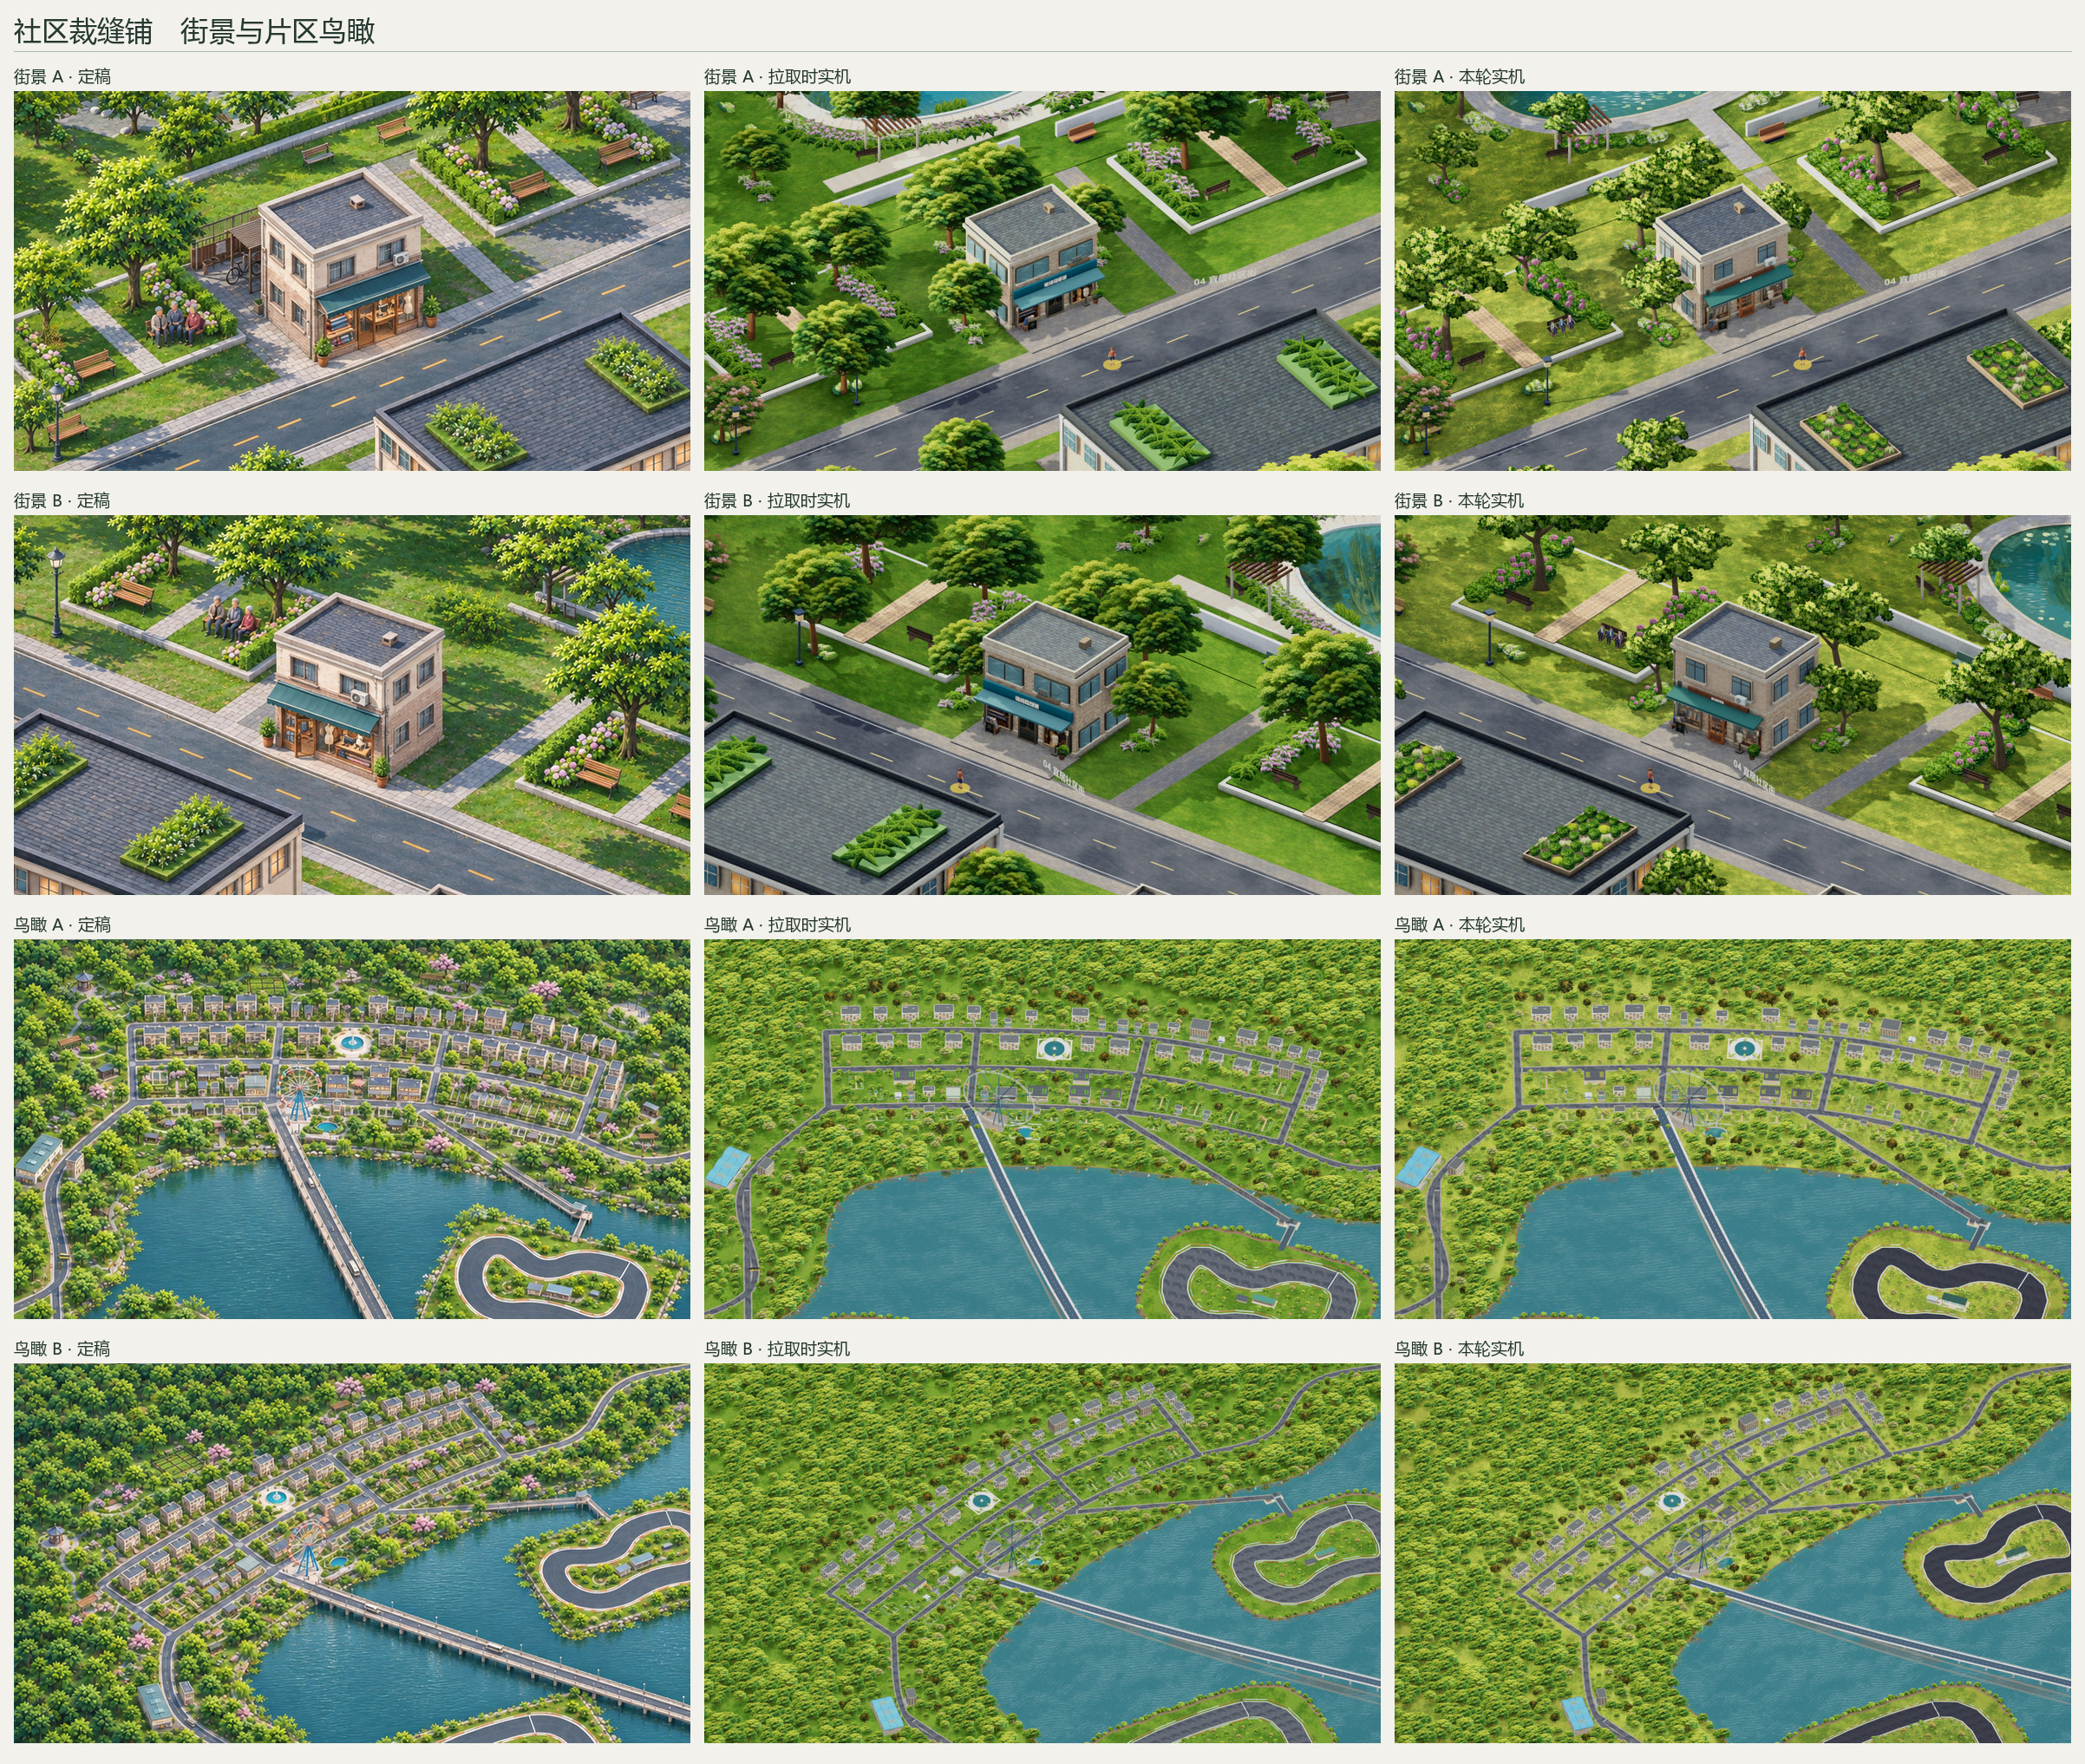 社区裁缝铺 街景与片区鸟瞰
街景 A · 定稿
街景 A · 拉取时实机
街景 A · 本轮实机
街景 B · 定稿
街景 B · 拉取时实机
街景 B · 本轮实机
鸟瞰 A · 定稿
鸟瞰 A · 拉取时实机
鸟瞰 A · 本轮实机
鸟瞰 B · 定稿
鸟瞰 B · 拉取时实机
鸟瞰 B · 本轮实机